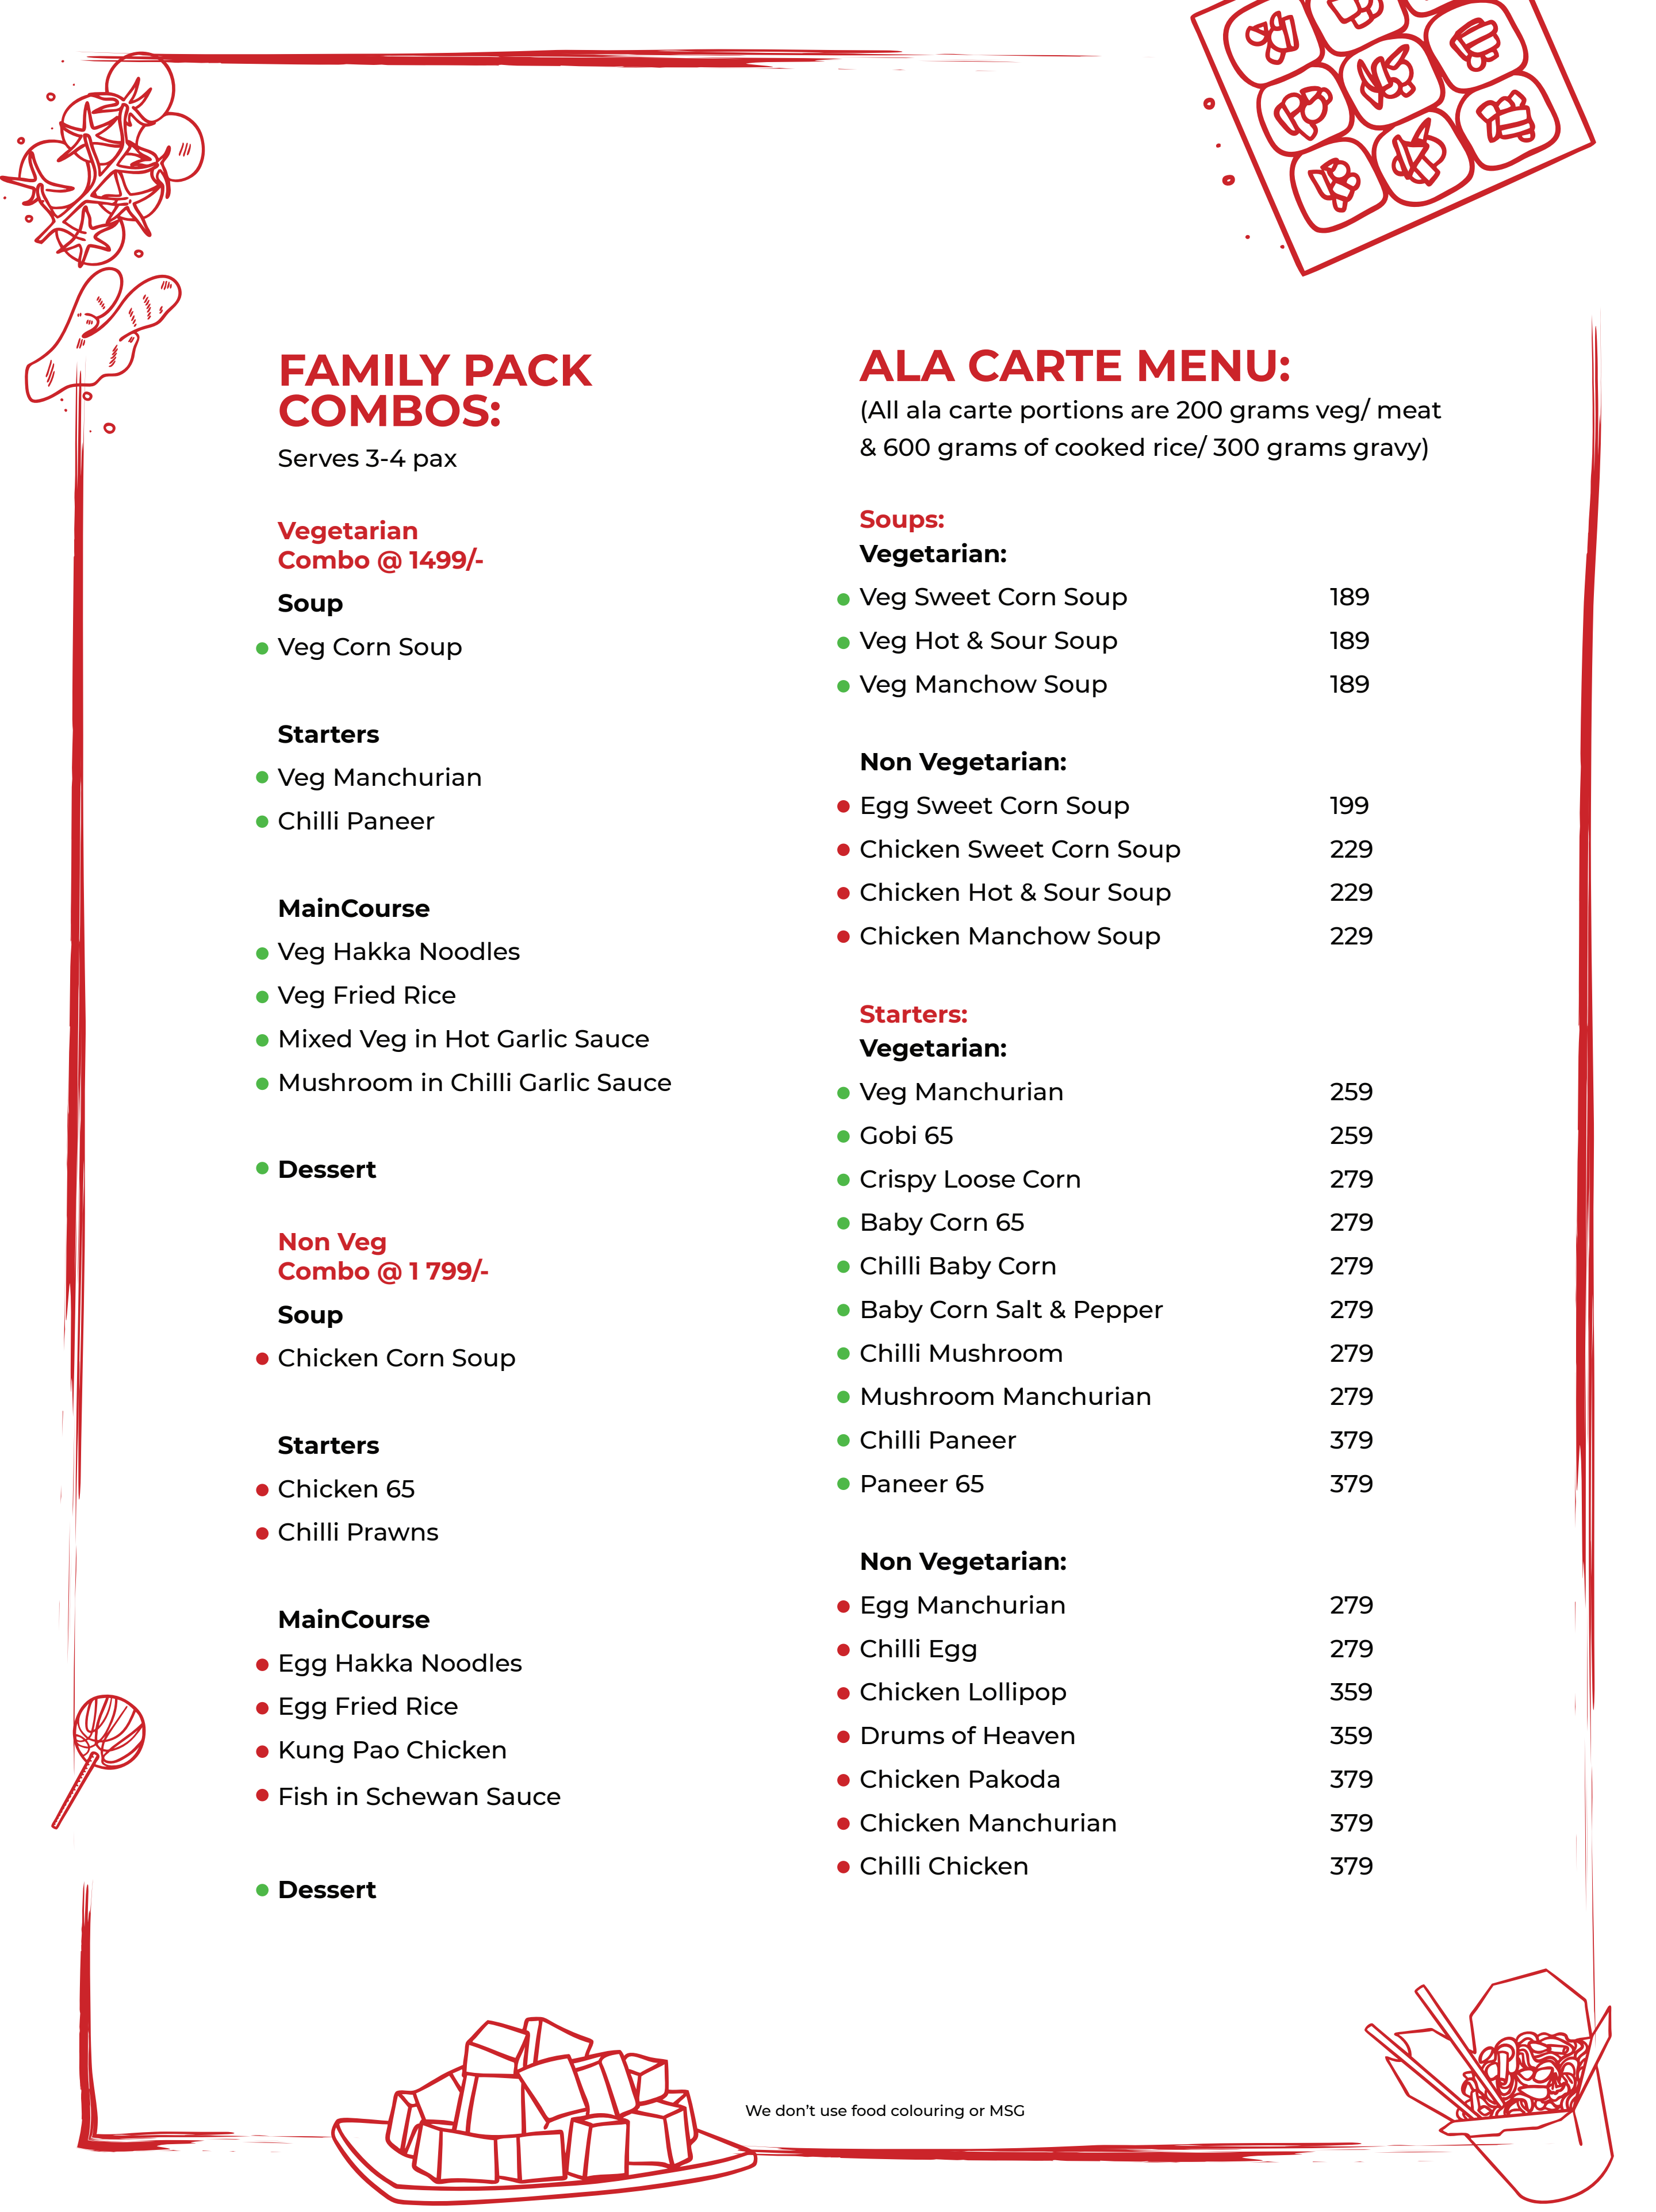 FAMILY PACK
COMBOS:
Serves 3-4 pax
Vegetarian
Combo @ 1499/-
Soup
Veg Corn Soup
Starters
Veg Manchurian
Chilli Paneer
MainCourse
Veg Hakka Noodles
Veg Fried Rice
Mixed Veg in Hot Garlic Sauce
Mushroom in Chilli Garlic Sauce
Dessert
Non Veg
Combo @ 1 799/-
Soup
Chicken Corn Soup
Starters
Chicken 65
Chilli Prawns
MainCourse
Egg Hakka Noodles
Egg Fried Rice
Kung Pao Chicken
Fish in Schewan Sauce
Dessert
ALA CARTE MENU:
(All ala carte portions are 200 grams veg/ meat
& 600 grams of cooked rice/ 300 grams gravy)
Soups:
Vegetarian:
Veg Sweet Corn Soup 189
Veg Hot & Sour Soup 189
Veg Manchow Soup 189
Non Vegetarian:
Egg Sweet Corn Soup 199
Chicken Sweet Corn Soup 229
Chicken Hot & Sour Soup 229
Chicken Manchow Soup 229
Starters:
Vegetarian:
Veg Manchurian 259
Gobi 65 259
Crispy Loose Corn 279
Baby Corn 65 279
Chilli Baby Corn 279
Baby Corn Salt & Pepper 279
Chilli Mushroom 279
Mushroom Manchurian 279
Chilli Paneer 379
Paneer 65 379
Non Vegetarian:
Egg Manchurian 279
Chilli Egg 279
Chicken Lollipop 359
Drums of Heaven 359
Chicken Pakoda 379
Chicken Manchurian 379
Chilli Chicken 379
We don't use food colouring or MSG